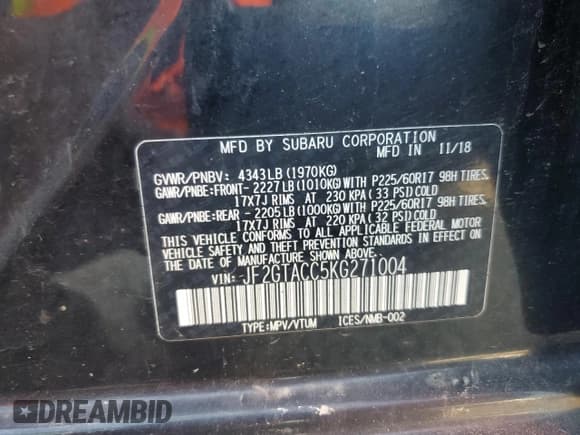 MFD BY SUBARU CORPORATION
MFD IN 11/18
GVWR/PNBV: 4343LB(1970KG)
GAWR/PNBE:FRONT- 2227LB(1010KG)WITH P225/60R17 98H TIRES,
17X7J RIMS AT 230 KPA(33 PSI)COLD
GAWR/PNBE:REAR - 2205LB(1000KG)WITH P225/60R17 98H TIRES,
17X7J RIMS AT 220 KPA(32 PSI)COLD
THIS VEHICLE CONFORMS TO ALL APPLICABLE FEDERAL MOTOR
VEHICLE SAFETY AND THEFT PREVENTION STANDARDS IN EFFECT ON
THE DATE OF MANUFACTURE SHOWN ABOVE.
VIN: JF2GTACC5KG271004
TYPE:MPV/VTUM ICES/NMB-002
DREAMBID